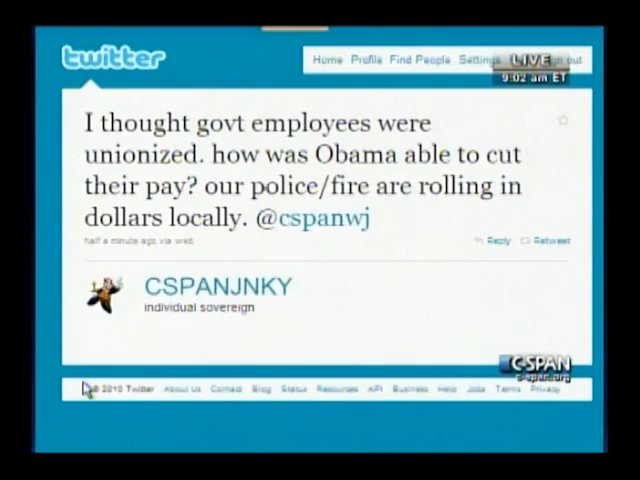 twitter
Home Profile Find People Settings out
LIVE
9:02 am ET
I thought govt employees were
unionized. how was Obama able to cut
their pay? our police/fire are rolling in
dollars locally. @cspanwj
half a minute ago via web
Reply Retweet
CSPANJNKY
individual sovereign
C-SPAN
c-span.org
© 2010 Twitter About Us Contact Blog Status Resources API Business Help Jobs Terms Privacy